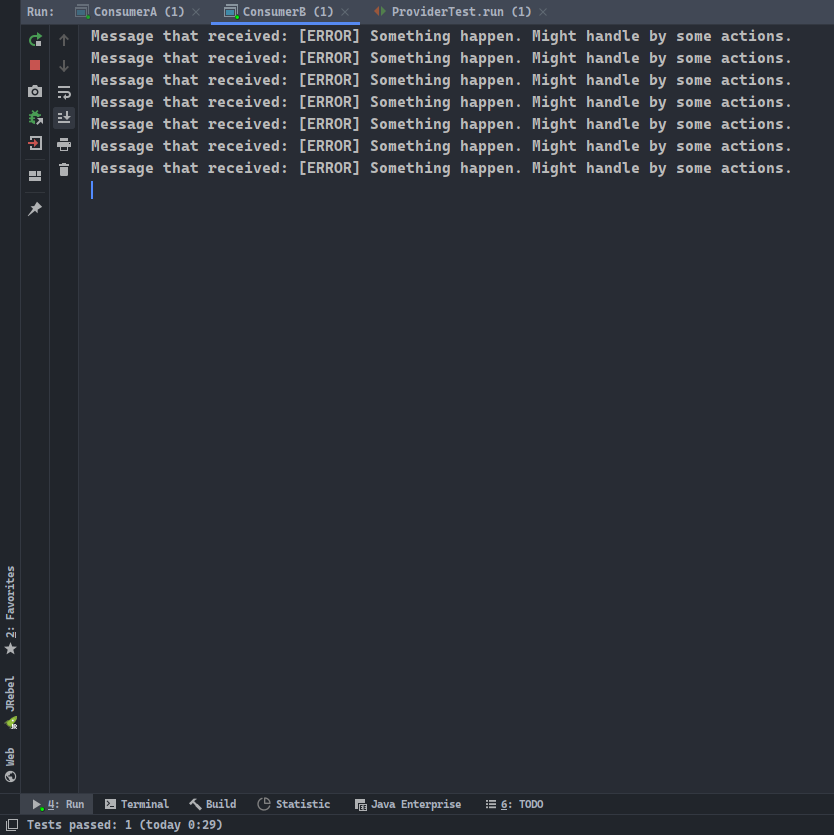 Run: ConsumerA (1) ConsumerB (1) ProviderTest.run (1)
Message that received: [ERROR] Something happen. Might handle by some actions.
Message that received: [ERROR] Something happen. Might handle by some actions.
Message that received: [ERROR] Something happen. Might handle by some actions.
Message that received: [ERROR] Something happen. Might handle by some actions.
Message that received: [ERROR] Something happen. Might handle by some actions.
Message that received: [ERROR] Something happen. Might handle by some actions.
Message that received: [ERROR] Something happen. Might handle by some actions.
2: Favorites
JRebel
Web
4: Run Terminal Build Statistic Java Enterprise 6: TODO
Tests passed: 1 (today 0:29)